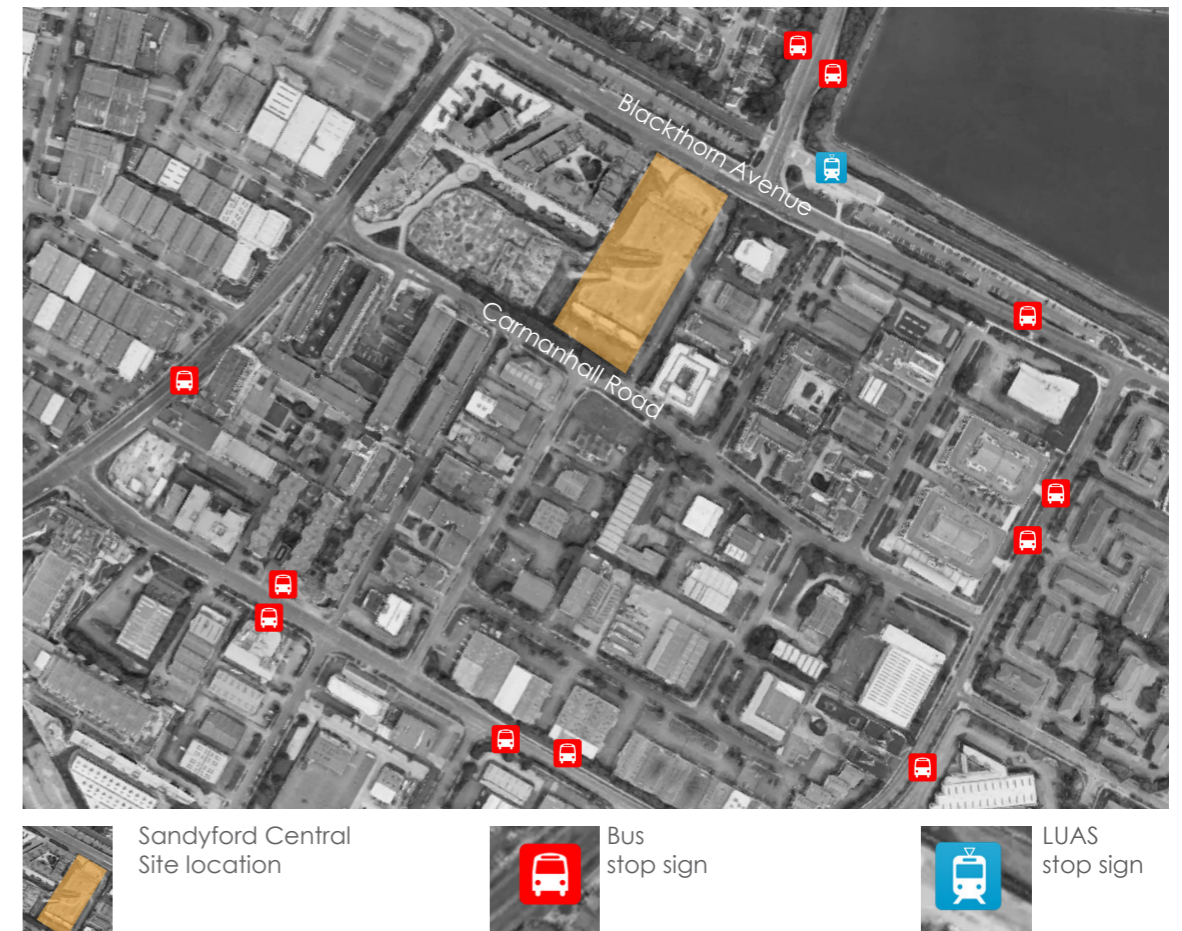 Blackthorn Avenue
Carmanhall Road
Sandyford Central
Site location
Bus
stop sign
LUAS
stop sign